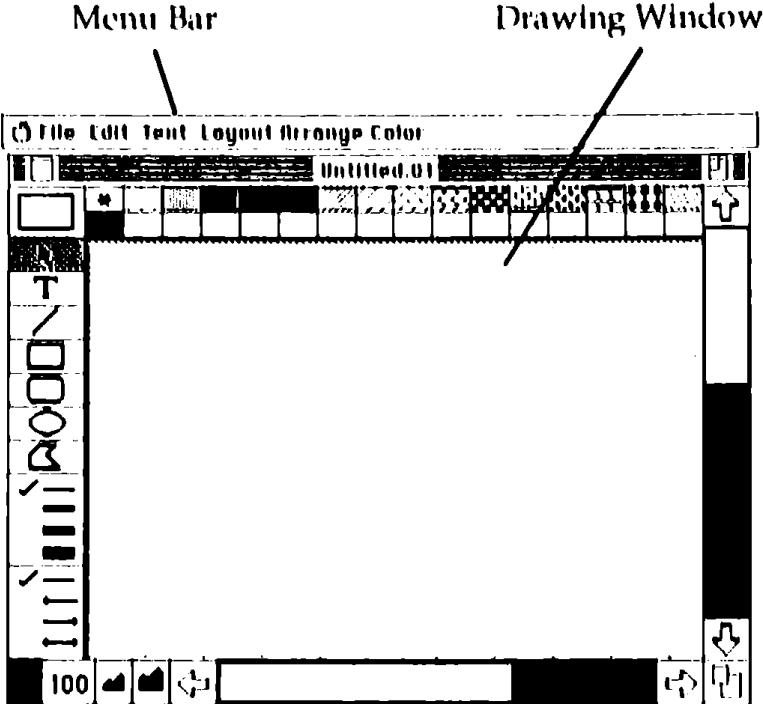 Menu Bar Drawing Window
File Edit Text Layout Arrange Color
Untitled.01
T
100